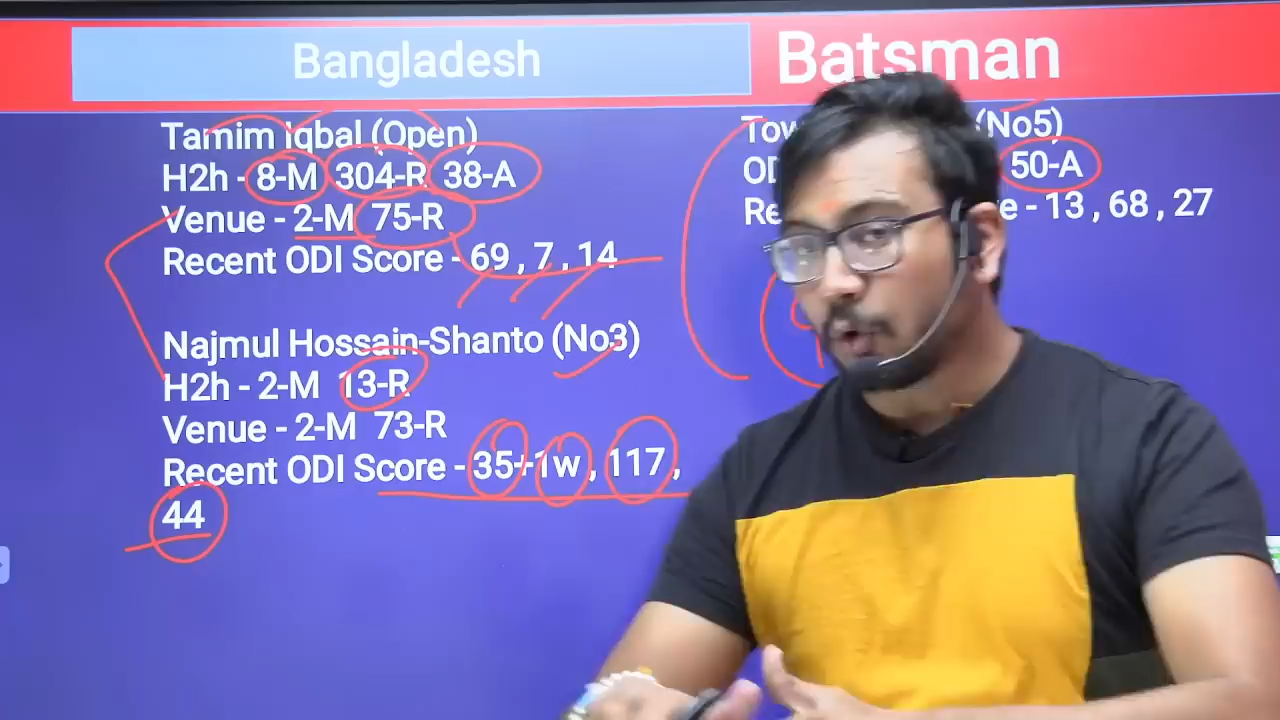 Bangladesh
Batsman
Tamim Iqbal (Open)
H2h - 8-M 304-R 38-A
Venue - 2-M 75-R
Recent ODI Score - 69 , 7 , 14
Najmul Hossain-Shanto (No3)
H2h - 2-M 13-R
Venue - 2-M 73-R
Recent ODI Score - 35+1w , 117 ,
44
(No5)
50-A
- 13 , 68 , 27